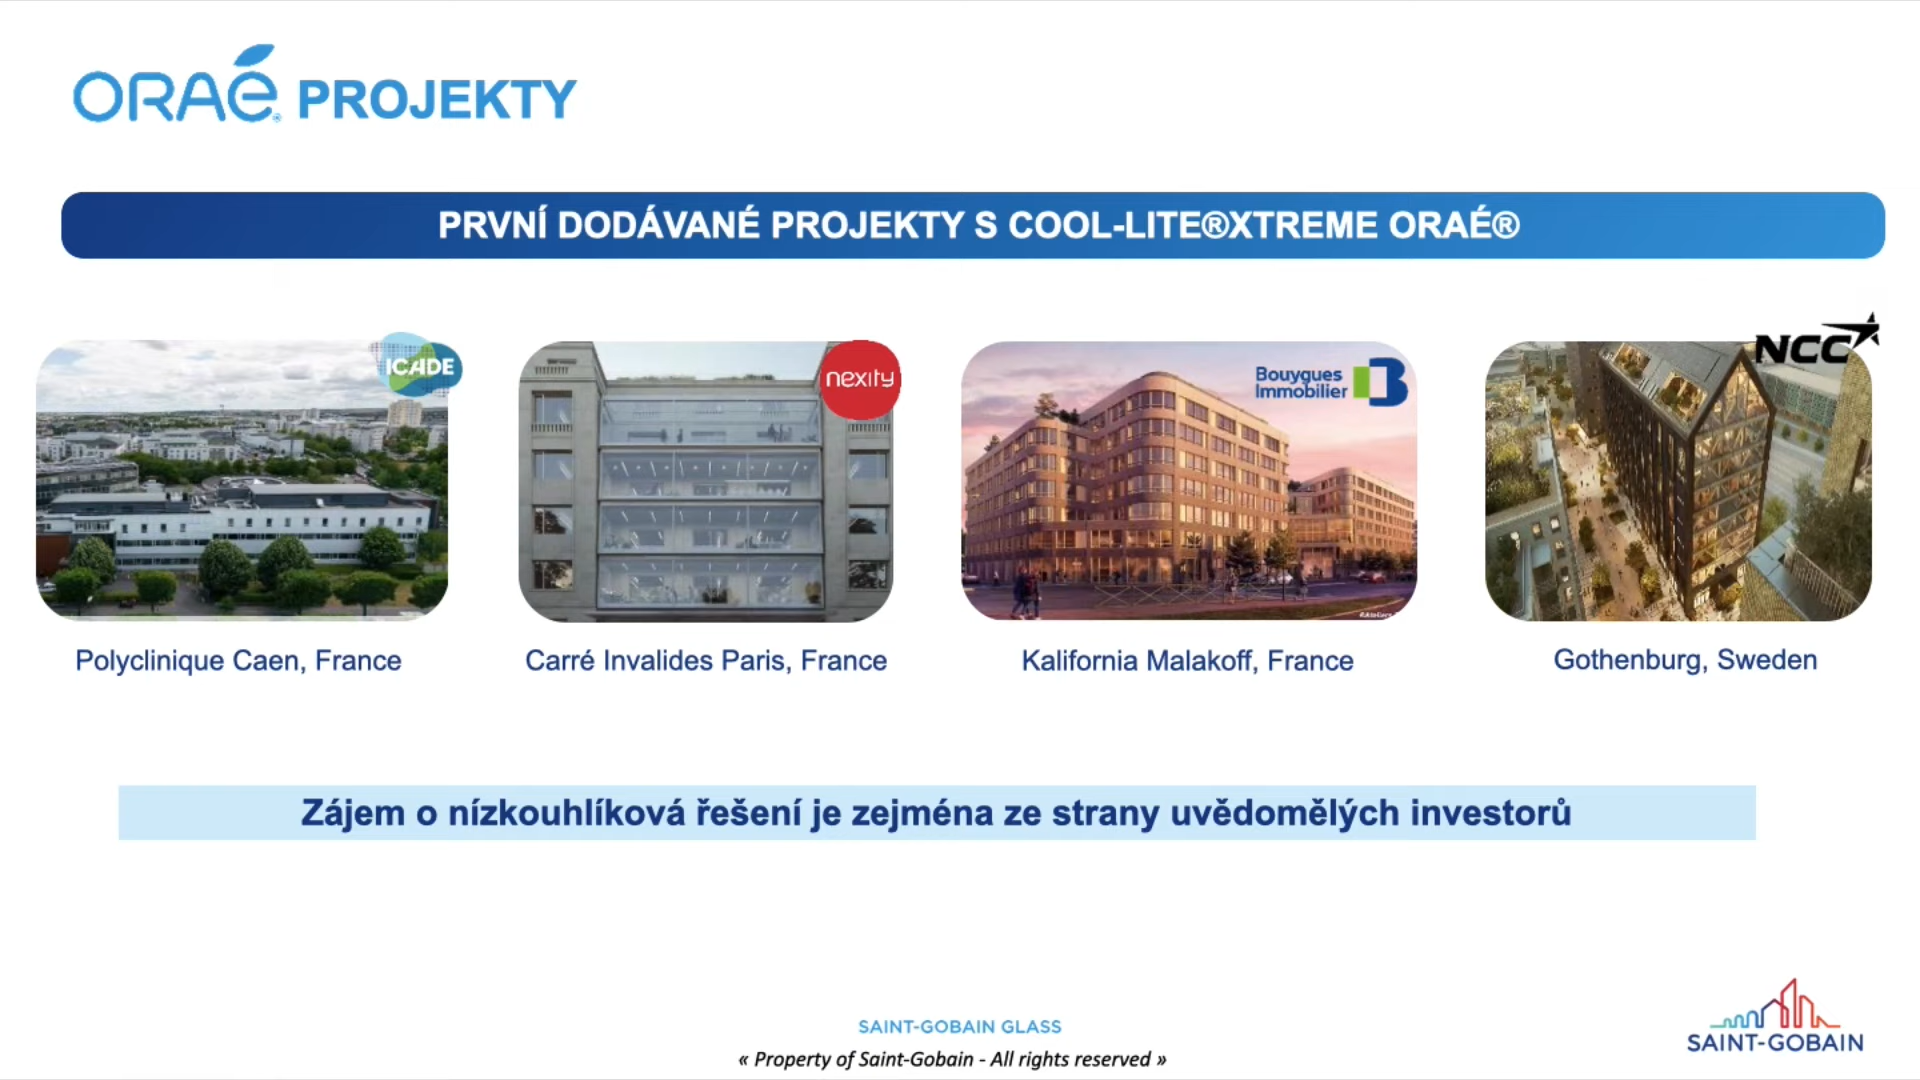 ORAé® PROJEKTY
PRVNÍ DODÁVANÉ PROJEKTY S COOL-LITE®XTREME ORAÉ®
ICADE
nexity
Bouygues
Immobilier
NCC
Polyclinique Caen, France
Carré Invalides Paris, France
Kalifornia Malakoff, France
Gothenburg, Sweden
Zájem o nízkouhlíková řešení je zejména ze strany uvědomělých investorů
SAINT-GOBAIN GLASS
« Property of Saint-Gobain - All rights reserved »
SAINT-GOBAIN